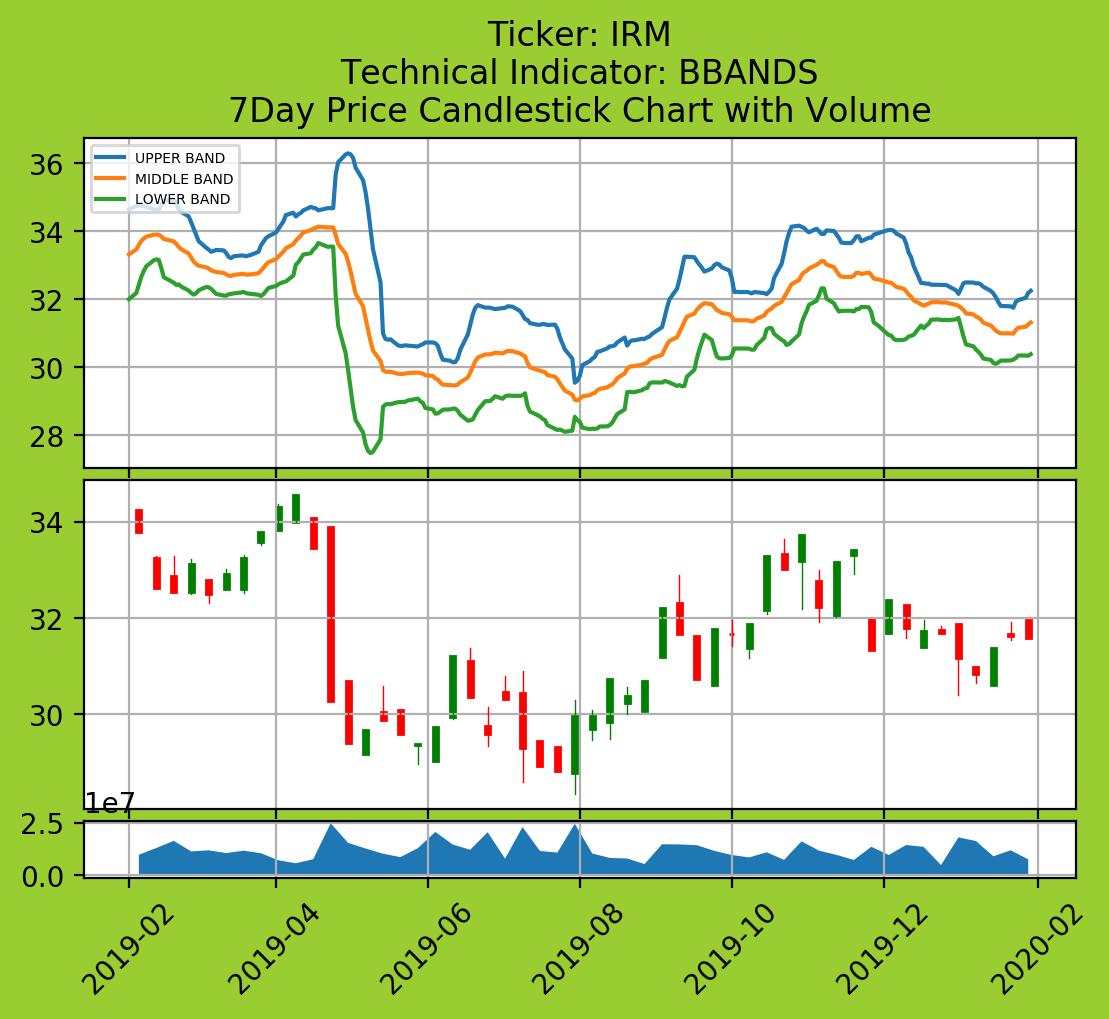 Ticker: IRM
Technical Indicator: BBANDS
7Day Price Candlestick Chart with Volume
36
34
32
30
28
UPPER BAND
MIDDLE BAND
LOWER BAND
34
32
30
1e7
2.5
0.0
2019-02
2019-04
2019-06
2019-08
2019-10
2019-12
2020-02